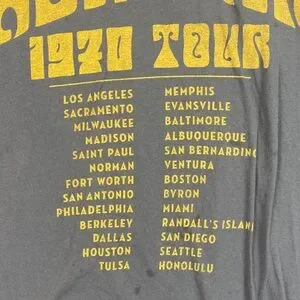 1970 TOUR
LOS ANGELES
SACRAMENTO
MILWAUKEE
MADISON
SAINT PAUL
NORMAN
FORT WORTH
SAN ANTONIO
PHILADELPHIA
BERKELEY
DALLAS
HOUSTON
TULSA
MEMPHIS
EVANSVILLE
BALTIMORE
ALBUQUERQUE
SAN BERNARDINO
VENTURA
BOSTON
BYRON
MIAMI
RANDALL'S ISLAND
SAN DIEGO
SEATTLE
HONOLULU